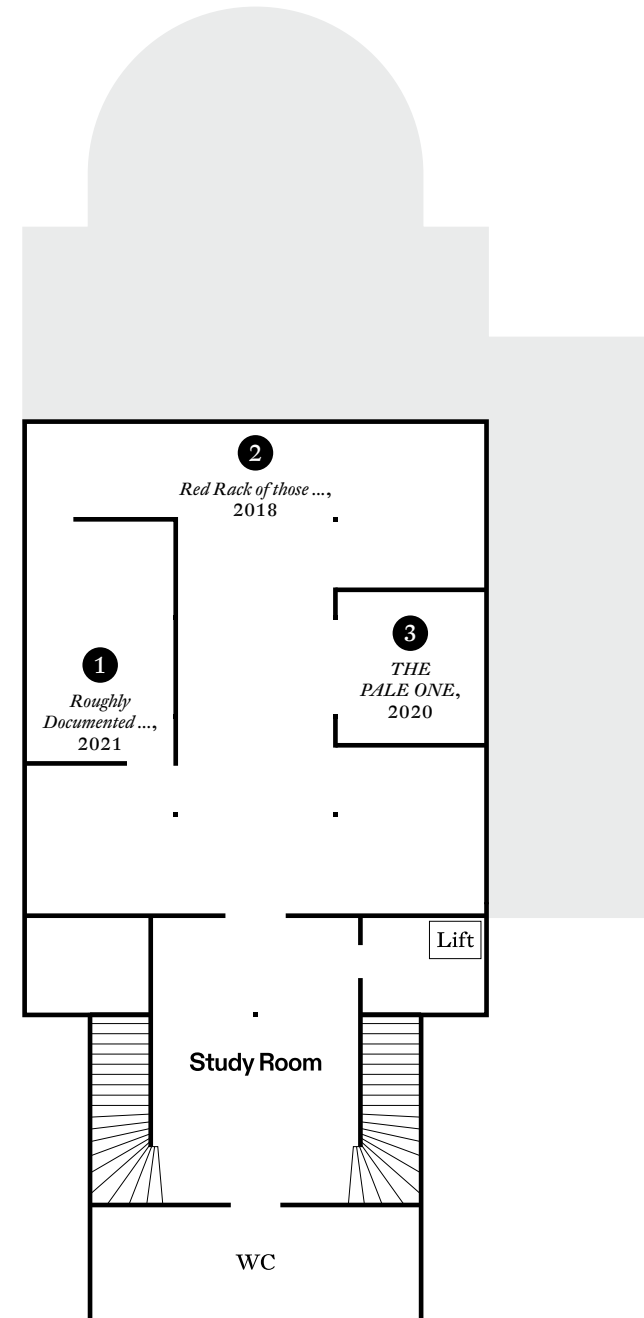 2
Red Rack of those ...,
2018
1
Roughly
Documented ...,
2021
3
THE
PALE ONE,
2020
Lift
Study Room
WC